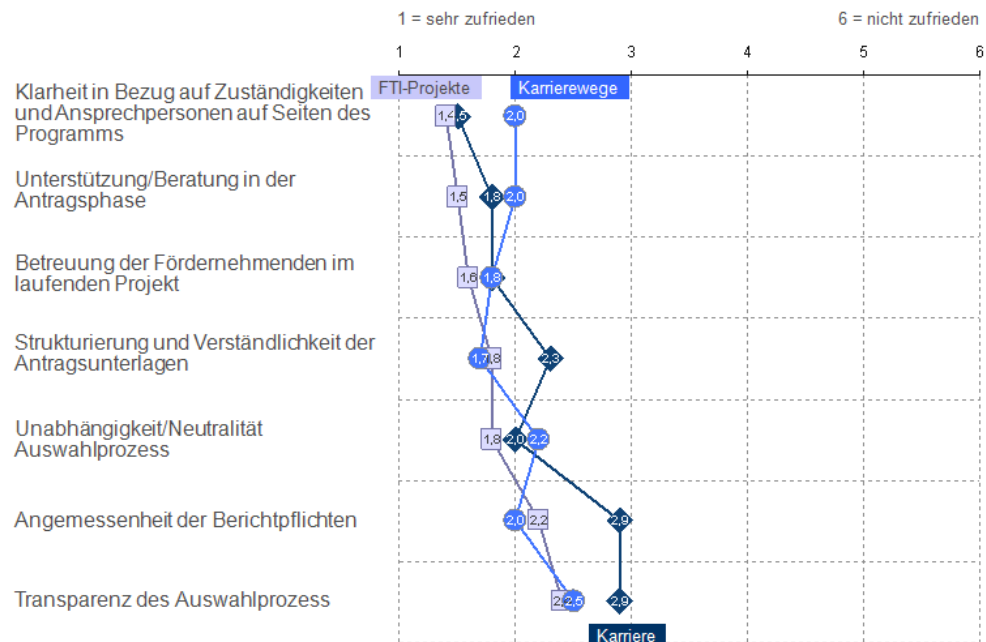 1 = sehr zufrieden 6 = nicht zufrieden
1 2 3 4 5 6
FTI-Projekte Karrierewege
Klarheit in Bezug auf Zuständigkeiten
und Ansprechpersonen auf Seiten des
Programms
1,4 2,0
Unterstützung/Beratung in der
Antragsphase
1,5 1,8 2,0
Betreuung der Fördernehmenden im
laufenden Projekt
1,6 1,8
Strukturierung und Verständlichkeit der
Antragsunterlagen
1,7 2,3
Unabhängigkeit/Neutralität
Auswahlprozess
1,8 2,0 2,2
Angemessenheit der Berichtpflichten
2,0 2,2 2,9
Transparenz des Auswahlprozess
2,5 2,9
Karriere